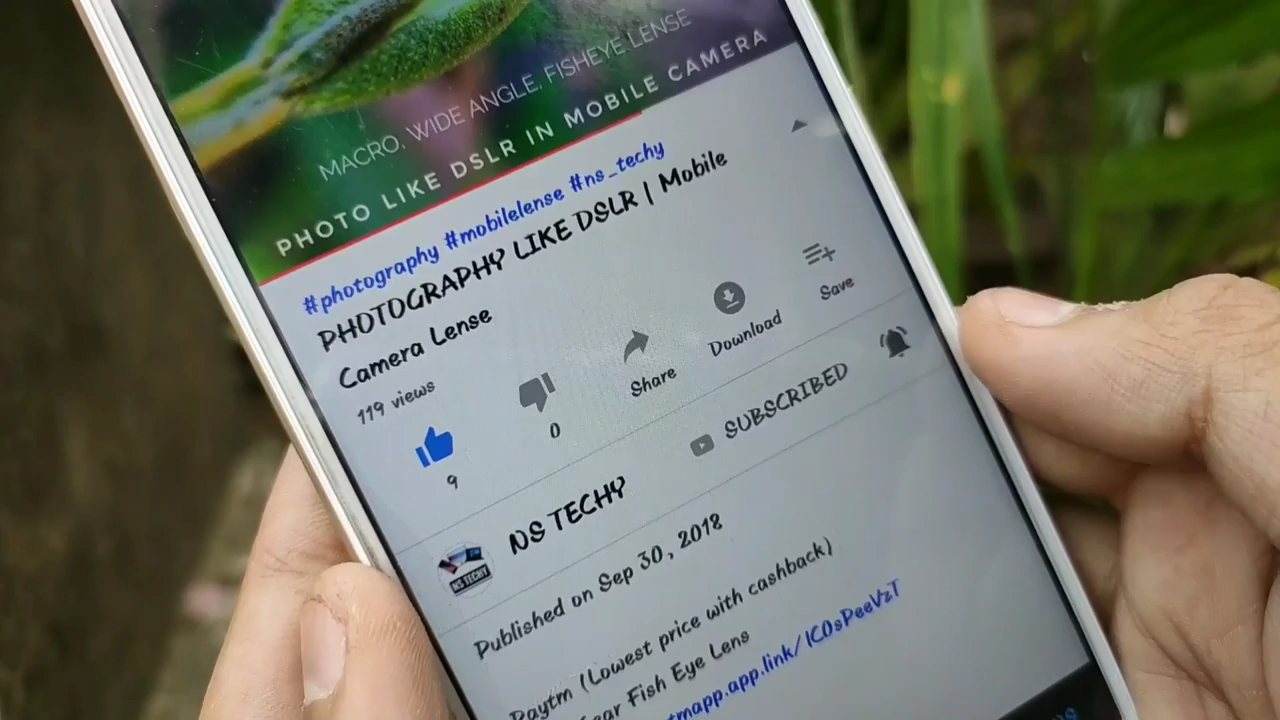 MACRO, WIDE ANGLE, FISHEYE LENSE
PHOTO LIKE DSLR IN MOBILE CAMERA
#photography #mobilelense #ns_techy
PHOTOGRAPHY LIKE DSLR | Mobile
Camera Lense
119 views
9
0
Share
Download
Save
NS TECHY
SUBSCRIBED
NS TECHY
Published on Sep 30, 2018
Paytm (Lowest price with cashback)
Fish Eye Lens
tmapp.app.link/1C0sPeeVzT